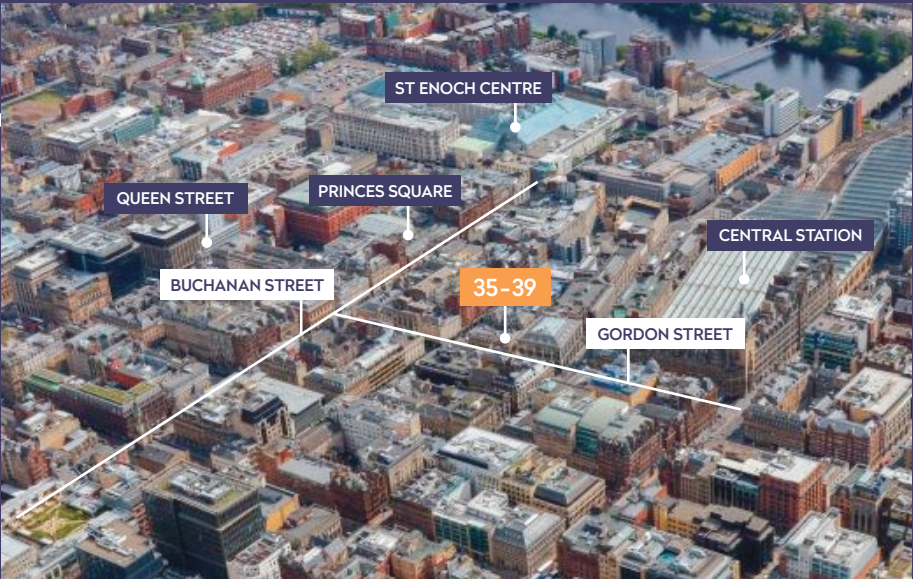 ST ENOCH CENTRE
QUEEN STREET
PRINCES SQUARE
CENTRAL STATION
BUCHANAN STREET
35-39
GORDON STREET